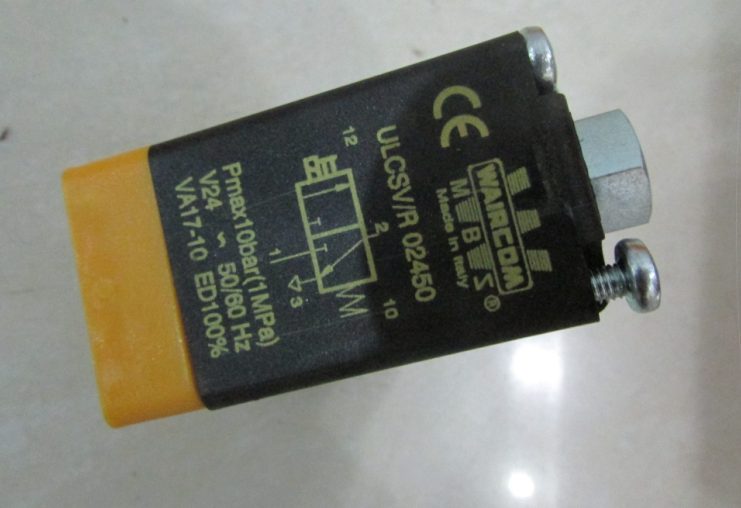 CE
WAIRCOM
M B S ®
Made in Italy
ULCSV/R 02450
12
2
10
1
3
Pmax10bar(1MPa)
V24 ~ 50/60 Hz
VA17-10 ED100%